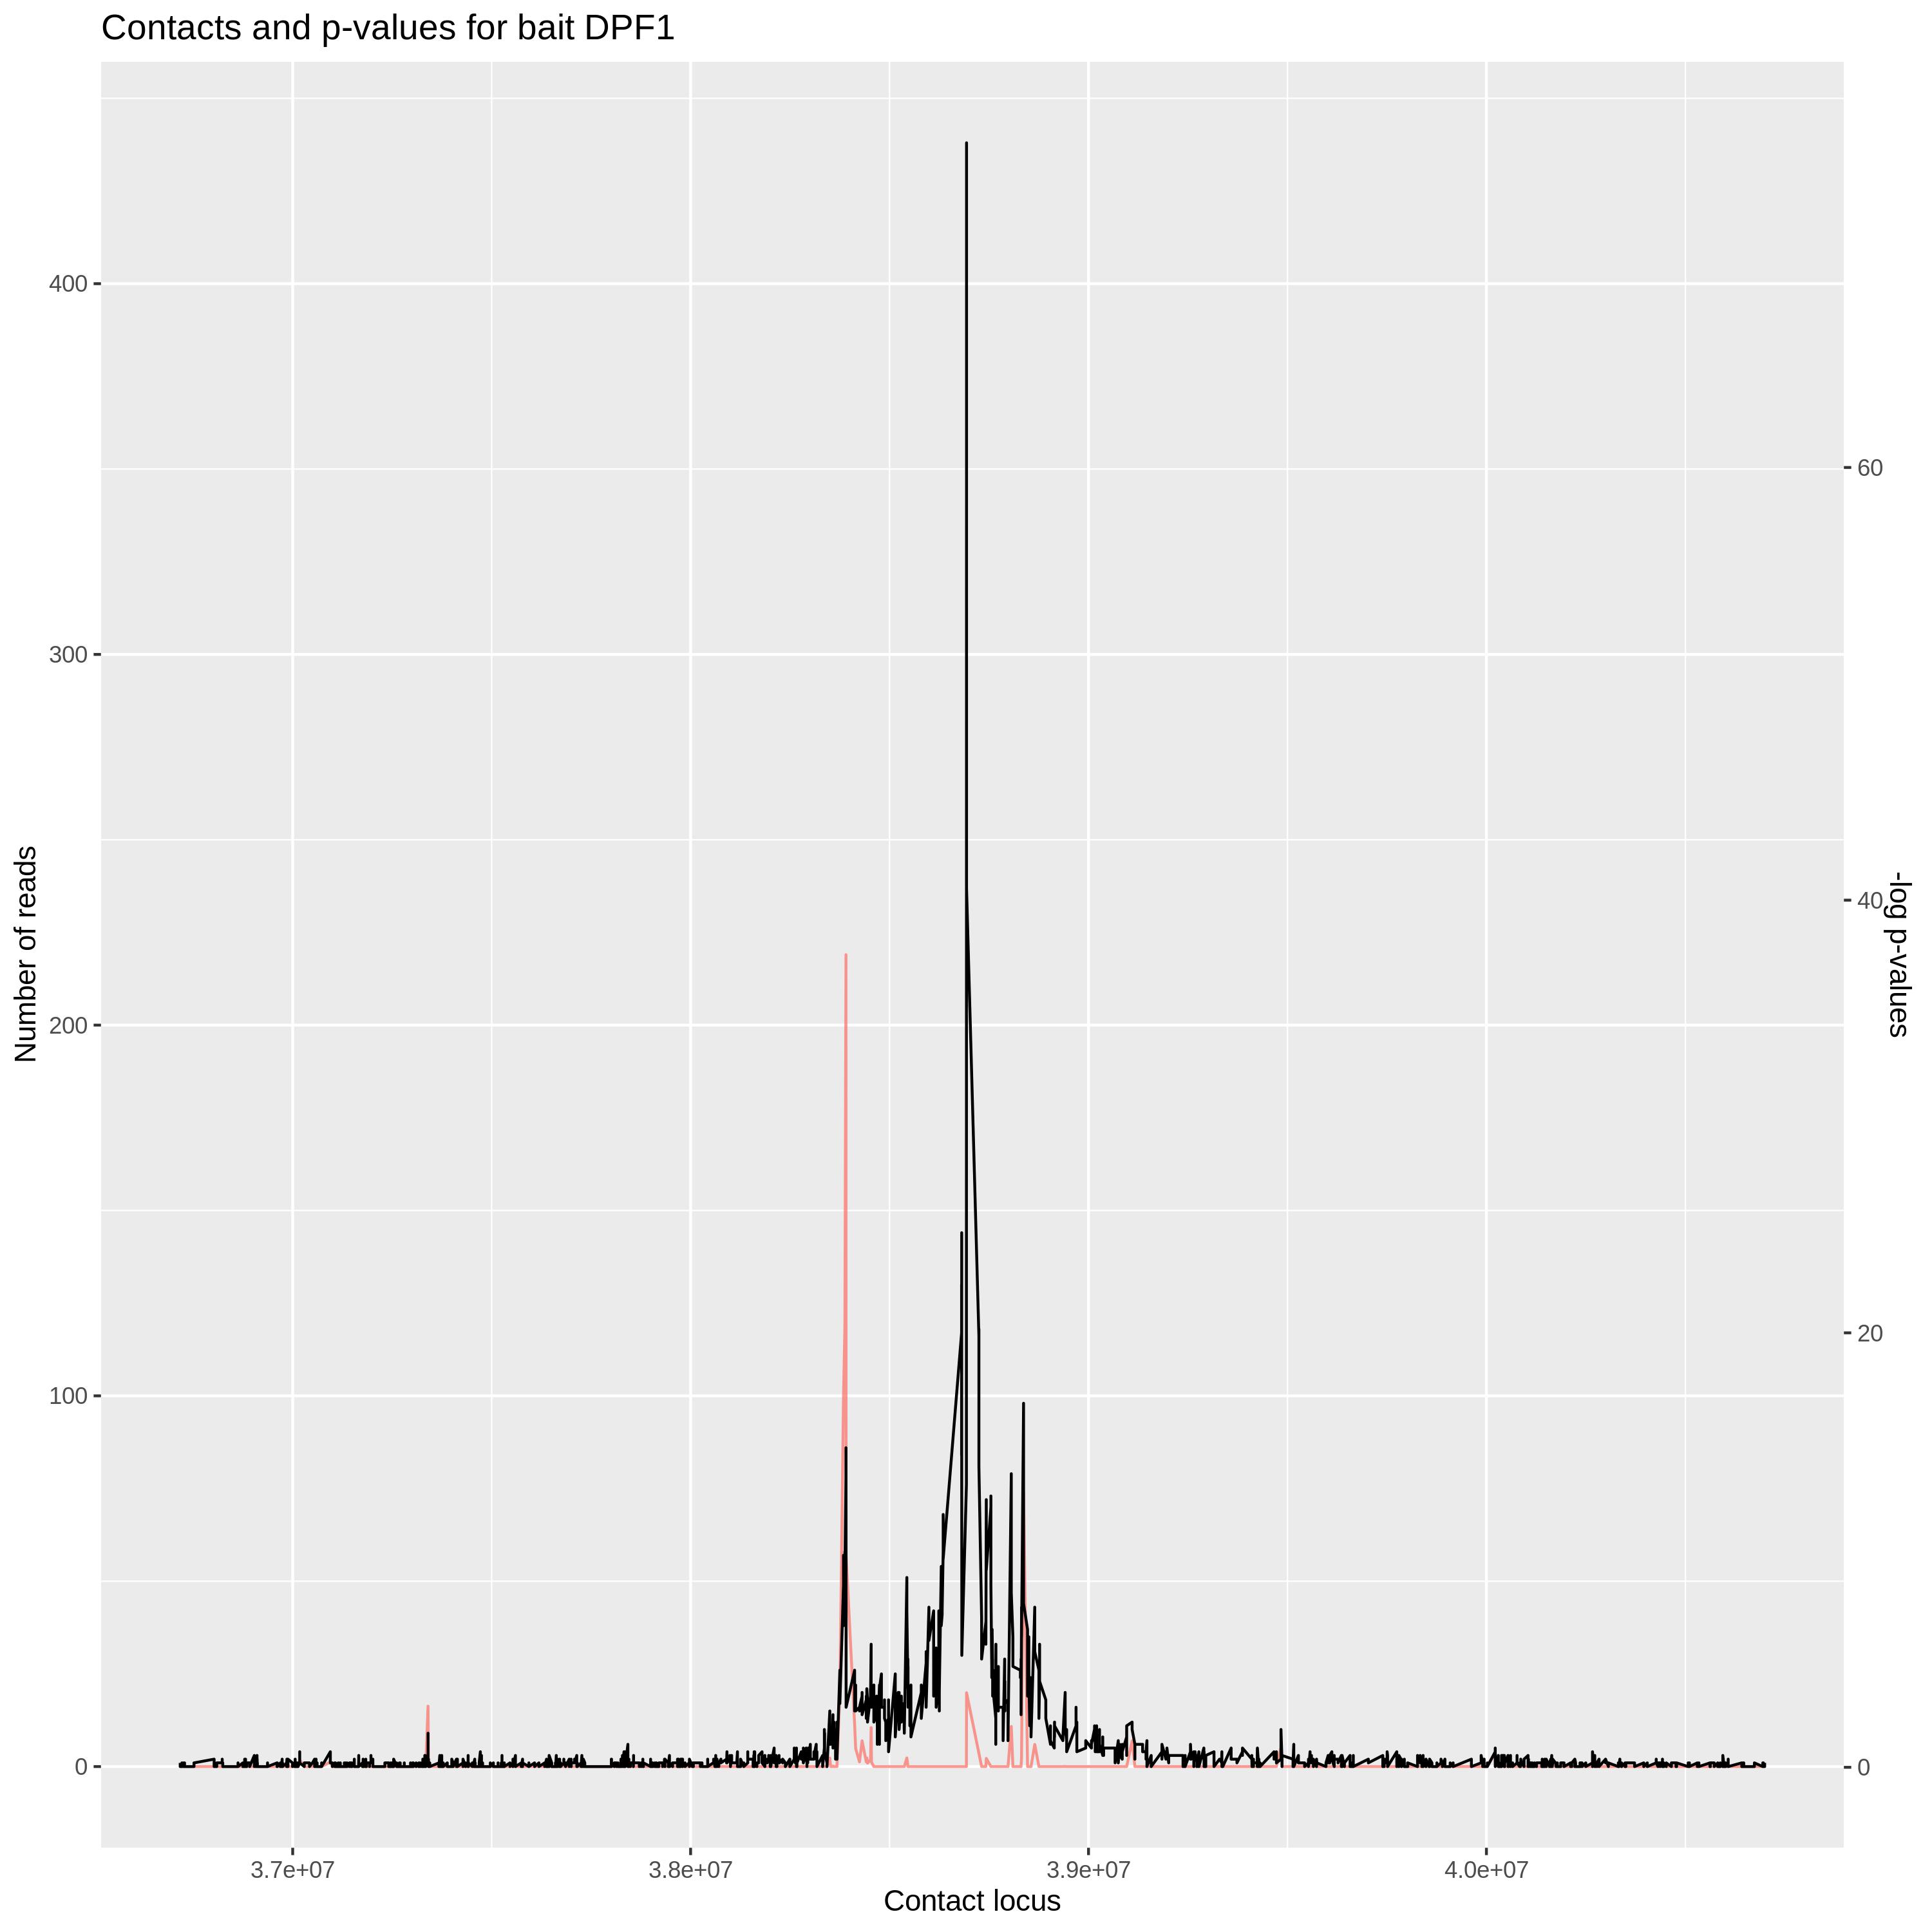 Contacts and p-values for bait DPF1
400
300
200
100
0
Number of reads
60
40
20
0
-log p-values
3.7e+07
3.8e+07
3.9e+07
4.0e+07
Contact locus